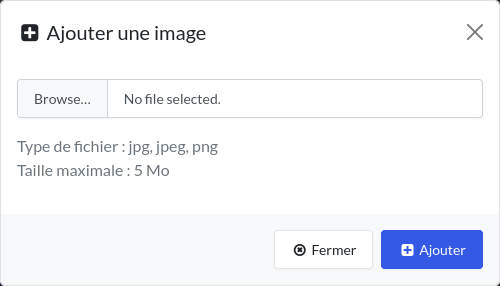 Ajouter une image
Browse... No file selected.
Type de fichier : jpg, jpeg, png
Taille maximale : 5 Mo
Fermer Ajouter